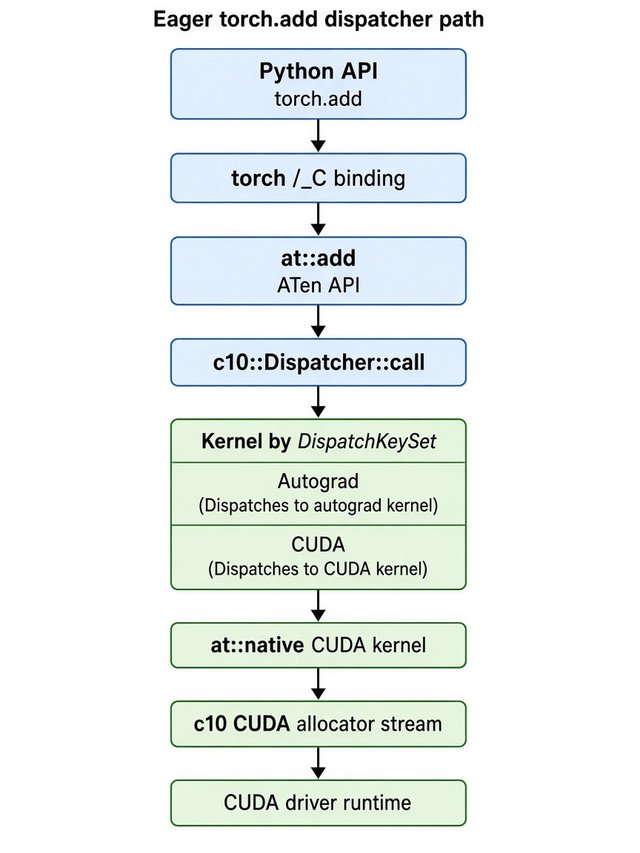 Eager torch.add dispatcher path
Python API
torch.add
torch /_C binding
at::add
ATen API
c10::Dispatcher::call
Kernel by DispatchKeySet
Autograd
(Dispatches to autograd kernel)
CUDA
(Dispatches to CUDA kernel)
at::native CUDA kernel
c10 CUDA allocator stream
CUDA driver runtime